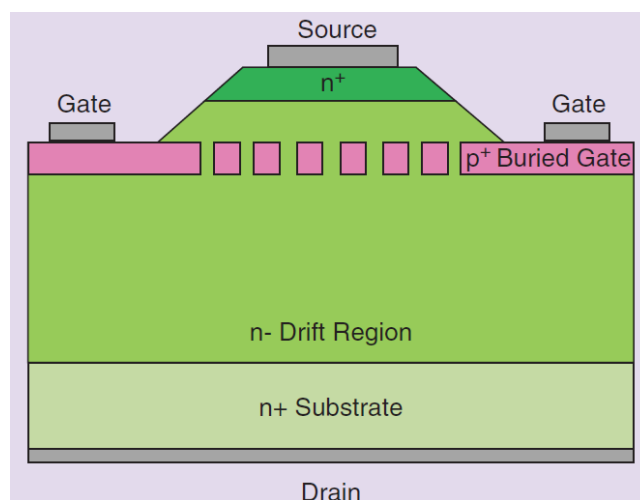 Source
n⁺
Gate
Gate
p⁺ Buried Gate
n- Drift Region
n+ Substrate
Drain